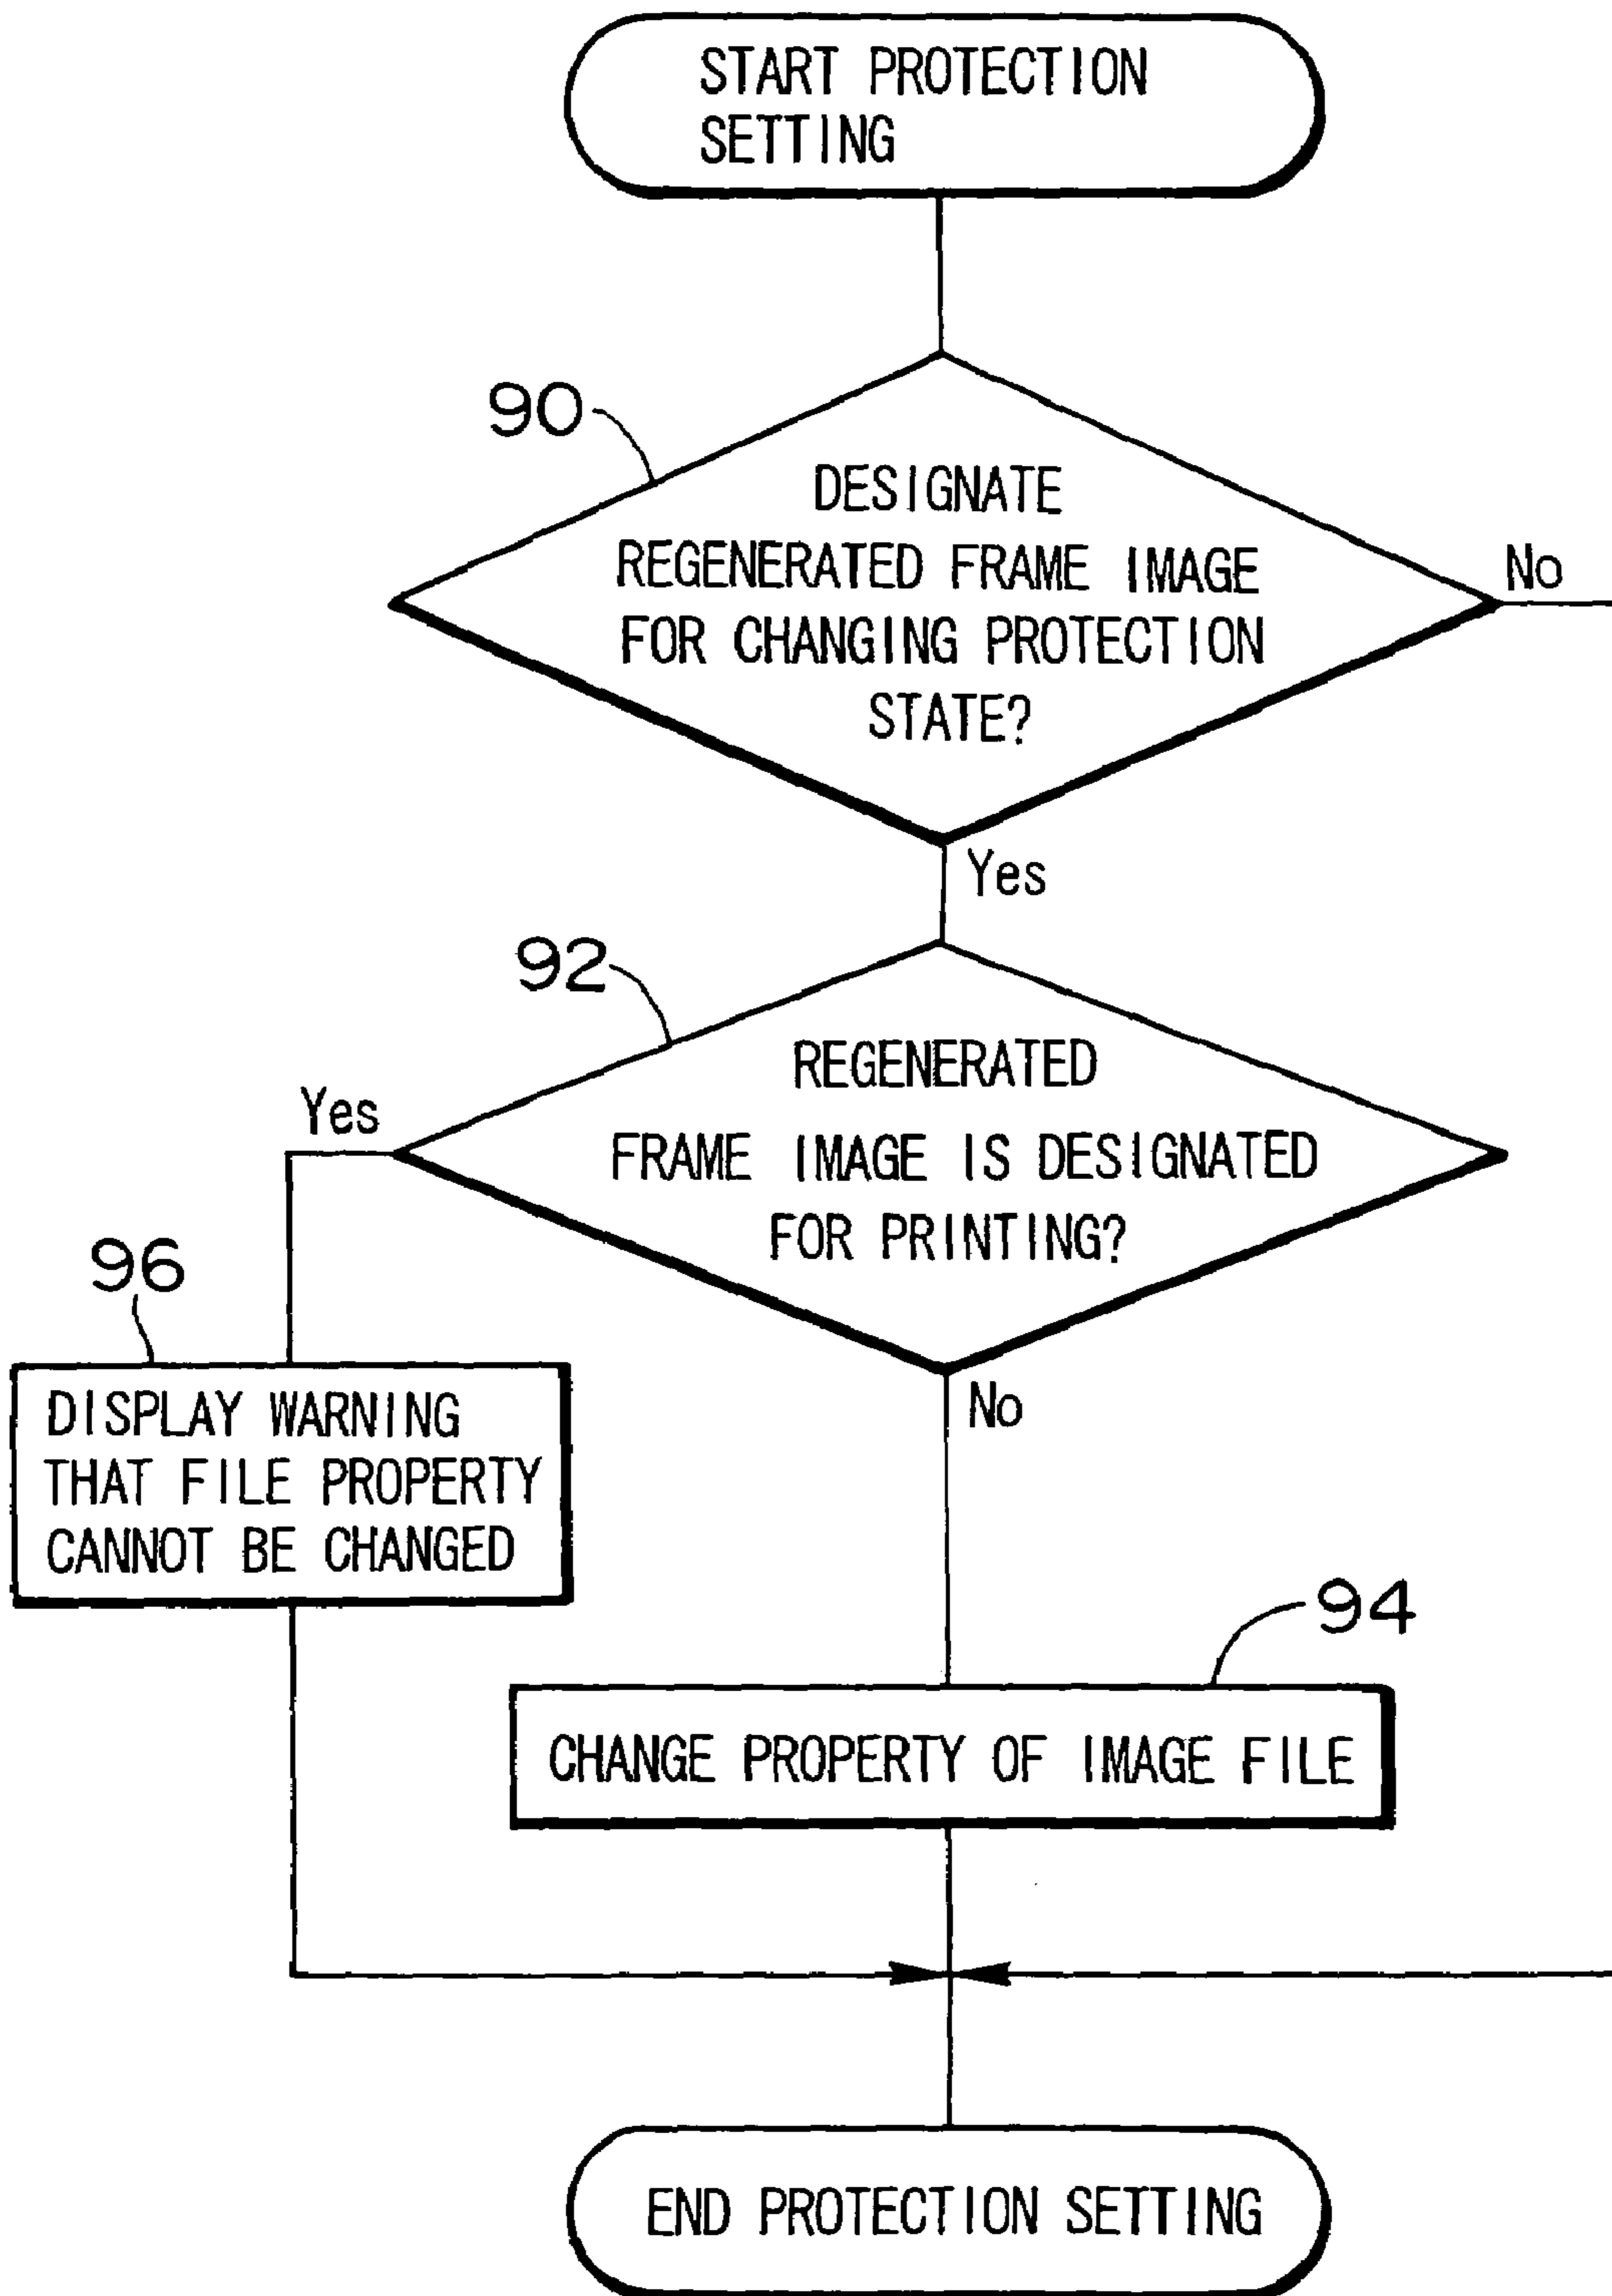 START PROTECTION
SETTING
90
DESIGNATE
REGENERATED FRAME IMAGE
FOR CHANGING PROTECTION
STATE?
No
Yes
92
REGENERATED
FRAME IMAGE IS DESIGNATED
FOR PRINTING?
Yes
No
96
DISPLAY WARNING
THAT FILE PROPERTY
CANNOT BE CHANGED
94
CHANGE PROPERTY OF IMAGE FILE
END PROTECTION SETTING